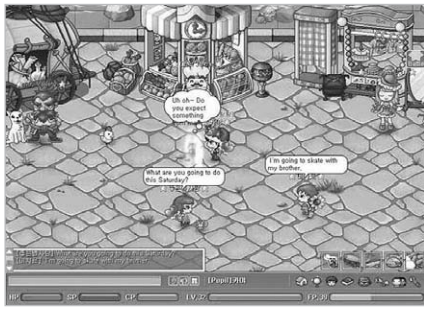 Uh oh~ Do
you expect
something
What are you going to do
this Saturday?
I'm going to skate with
my brother.
What are you going to do this Saturday?
I'm going to skate with my brother.
HP
SP
CP
LV.32
EP.39